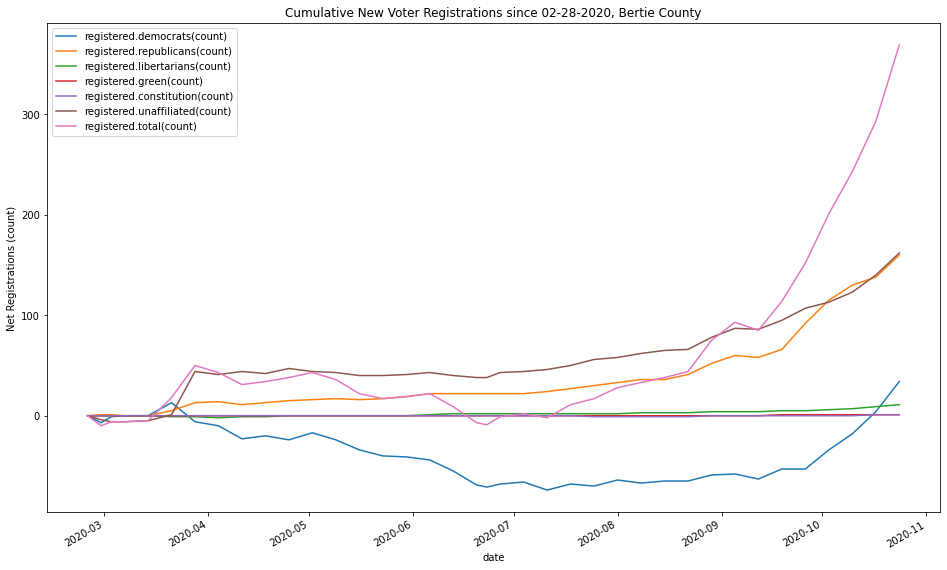 Cumulative New Voter Registrations since 02-28-2020, Bertie County
registered.democrats(count)
registered.republicans(count)
registered.libertarians(count)
registered.green(count)
registered.constitution(count)
registered.unaffiliated(count)
registered.total(count)
Net Registrations (count)
300
200
100
0
2020-03
2020-04
2020-05
2020-06
2020-07
2020-08
2020-09
2020-10
2020-11
date